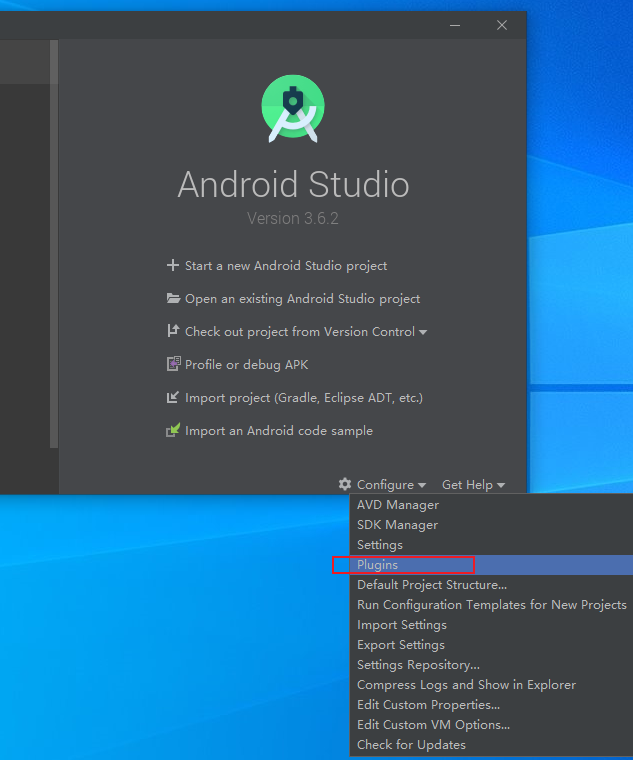 Android Studio
Version 3.6.2
Start a new Android Studio project
Open an existing Android Studio project
Check out project from Version Control
Profile or debug APK
Import project (Gradle, Eclipse ADT, etc.)
Import an Android code sample
Configure Get Help
AVD Manager
SDK Manager
Settings
Plugins
Default Project Structure...
Run Configuration Templates for New Projects
Import Settings
Export Settings
Settings Repository...
Compress Logs and Show in Explorer
Edit Custom Properties...
Edit Custom VM Options...
Check for Updates